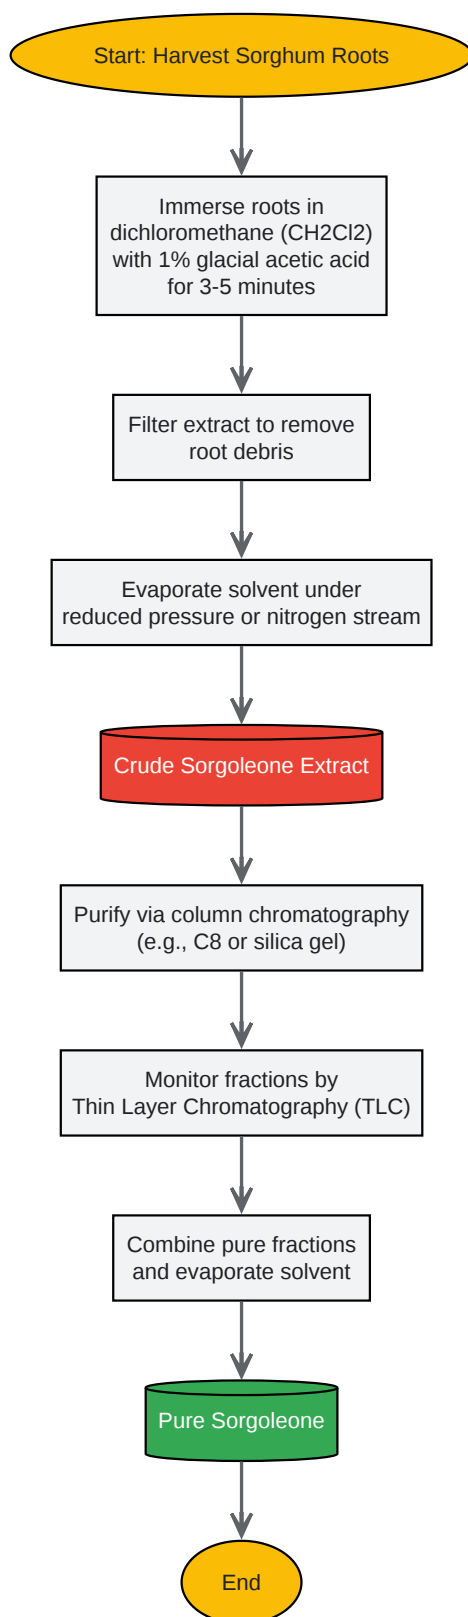 Start: Harvest Sorghum Roots
Immerse roots in
dichloromethane (CH2Cl2)
with 1% glacial acetic acid
for 3-5 minutes
Filter extract to remove
root debris
Evaporate solvent under
reduced pressure or nitrogen stream
Crude Sorgoleone Extract
Purify via column chromatography
(e.g., C8 or silica gel)
Monitor fractions by
Thin Layer Chromatography (TLC)
Combine pure fractions
and evaporate solvent
Pure Sorgoleone
End